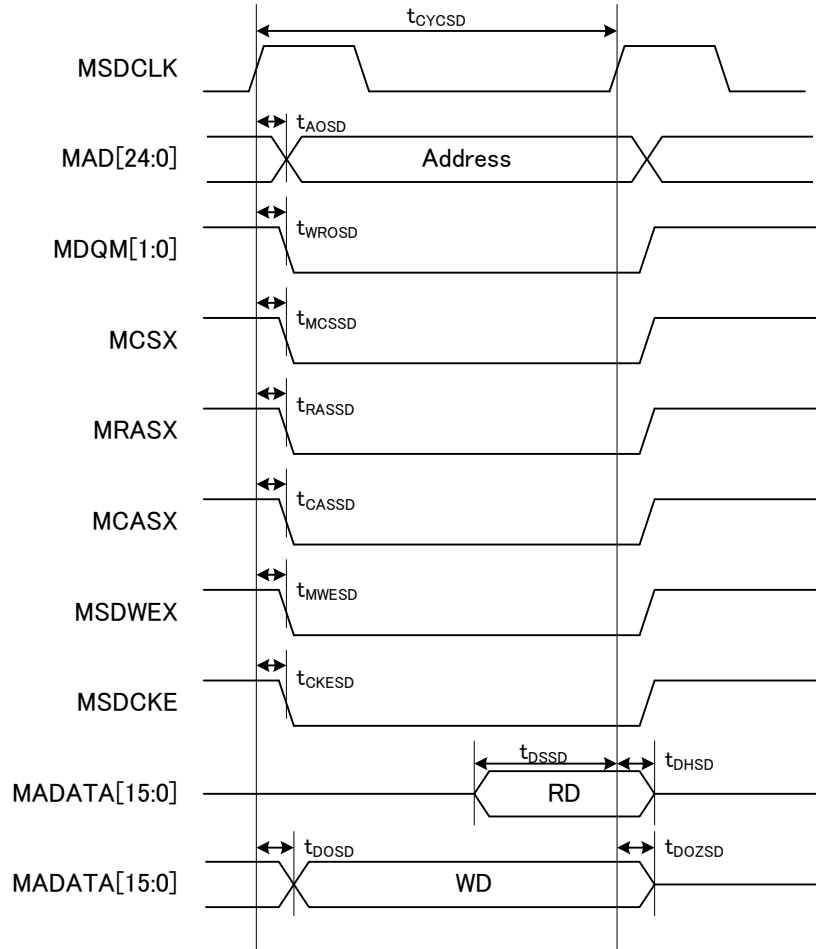 tCYCSD
MSDCLK
tAOSD
MAD[24:0]
Address
tWROSD
MDQM[1:0]
tMCSSD
MCSX
tRASSD
MRASX
tCASSD
MCASX
tMWESD
MSDWEX
tCKESD
MSDCKE
tDSSD
tDHSD
MADATA[15:0]
RD
tDOSD
tDOZSD
MADATA[15:0]
WD